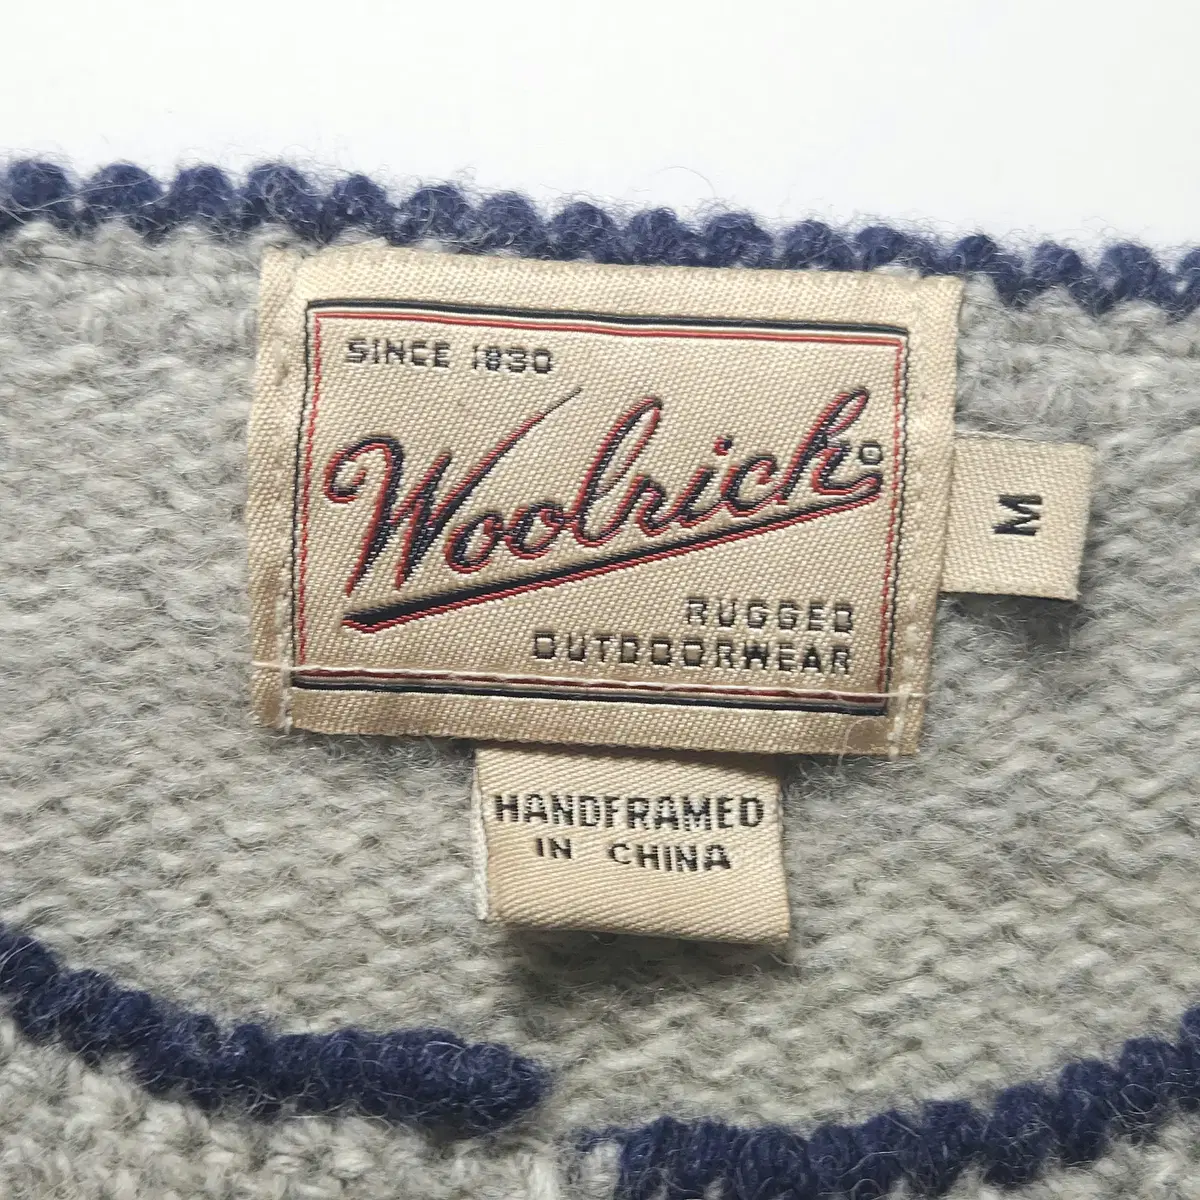 SINCE 1830
Woolrich®
RUGGED
OUTDOORWEAR
M
HANDFRAMED
IN CHINA